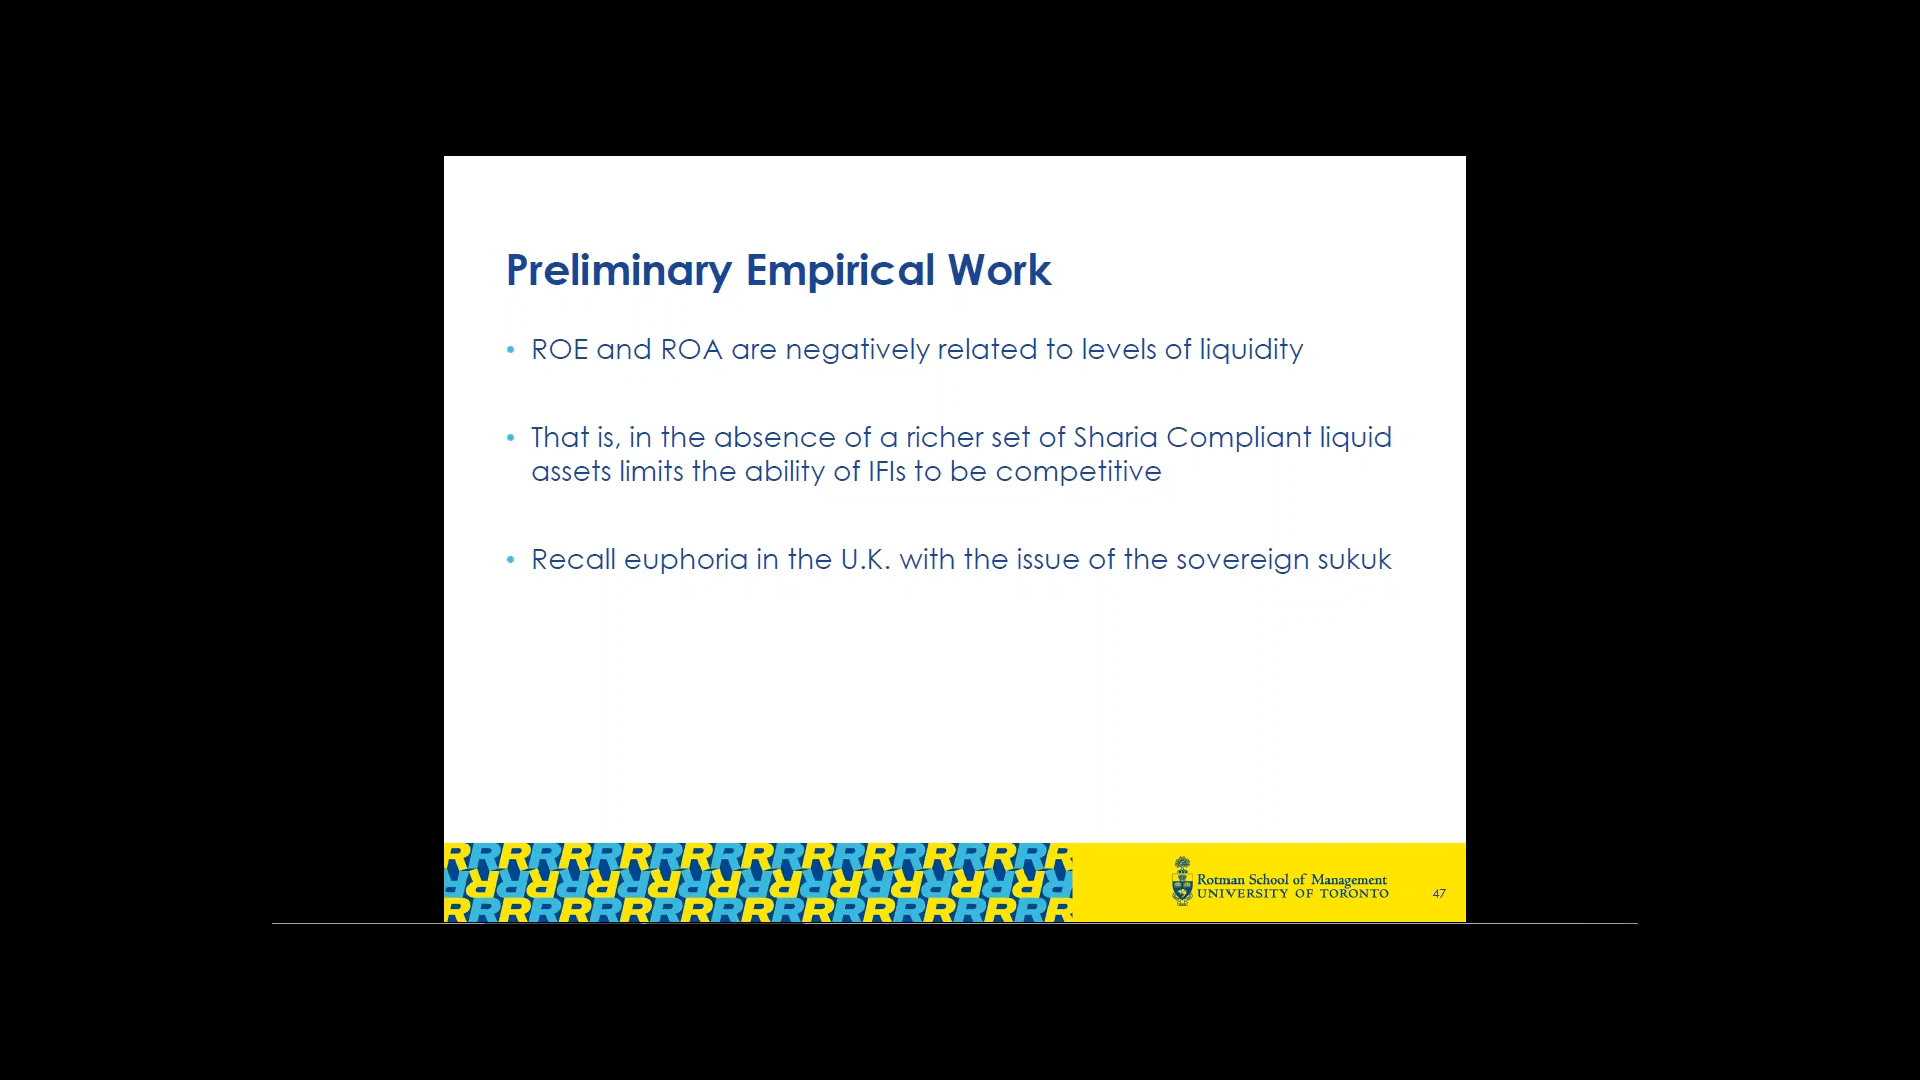 Preliminary Empirical Work
• ROE and ROA are negatively related to levels of liquidity
• That is, in the absence of a richer set of Sharia Compliant liquid
assets limits the ability of IFIs to be competitive
• Recall euphoria in the U.K. with the issue of the sovereign sukuk
Rotman School of Management
UNIVERSITY OF TORONTO
47